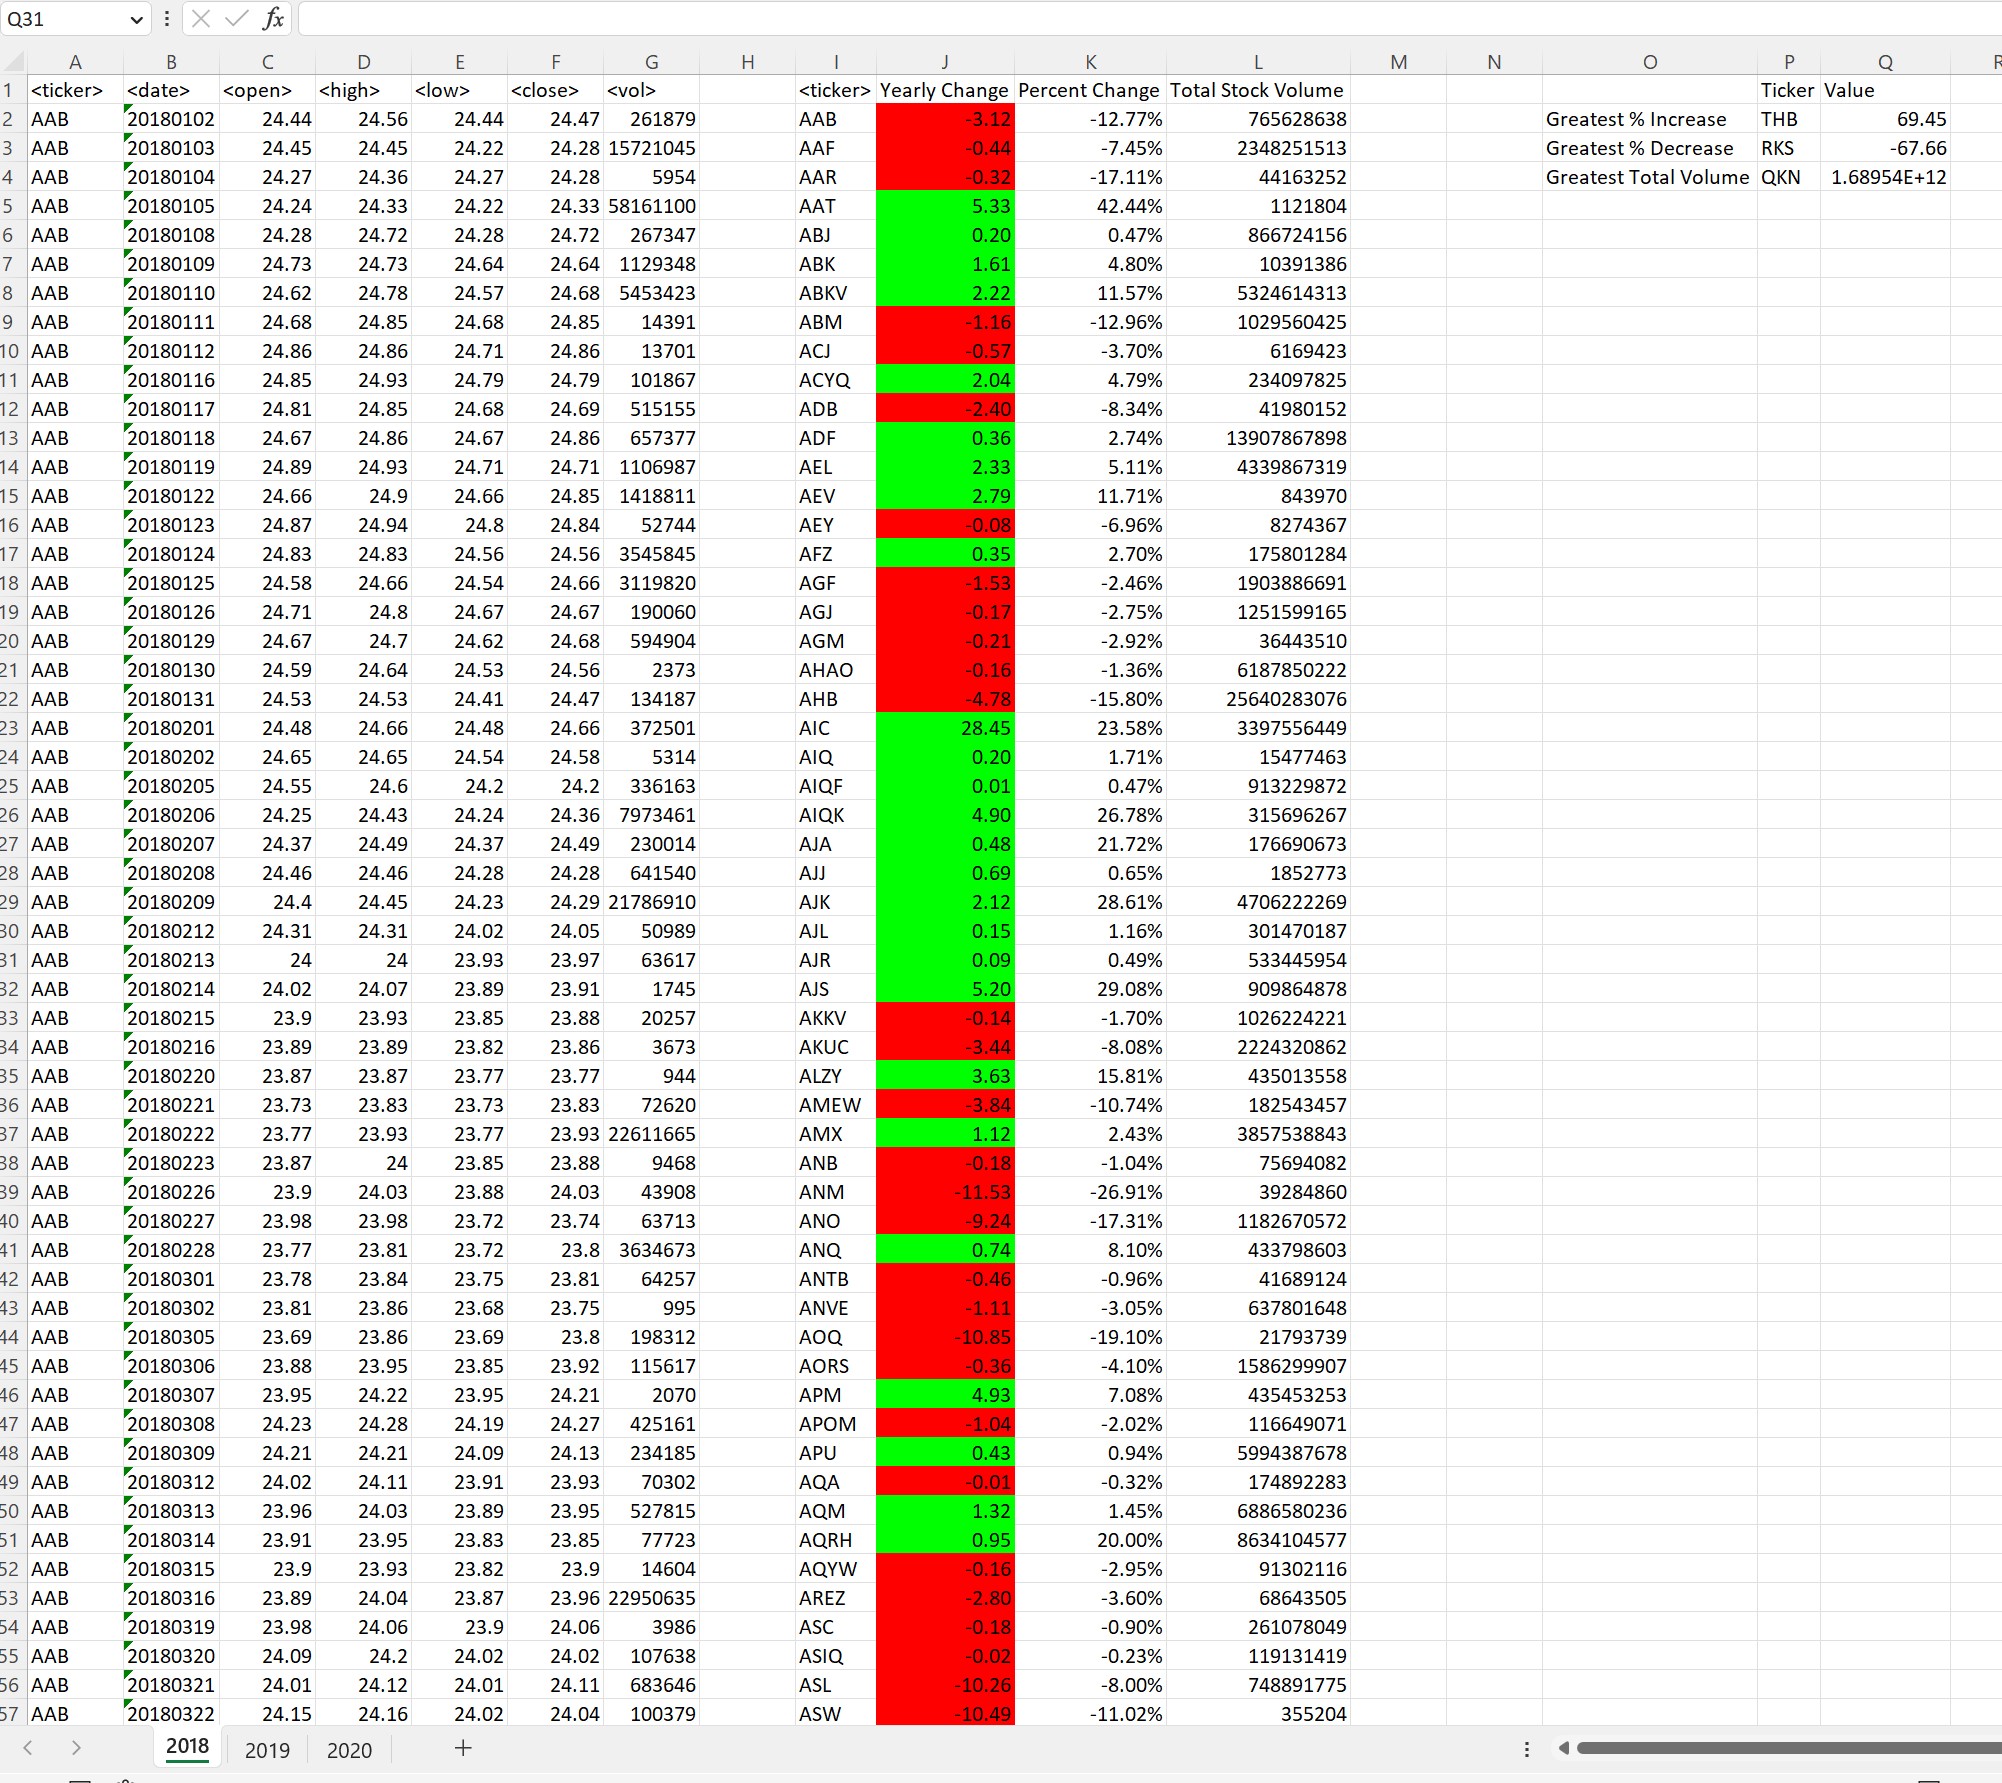 Q31 fx
A B C D E F G H I J K L M N O P Q
1 <ticker> <date> <open> <high> <low> <close> <vol> <ticker> Yearly Change Percent Change Total Stock Volume Ticker Value
2 AAB 20180102 24.44 24.56 24.44 24.47 261879 AAB -3.12 -12.77% 765628638 Greatest % Increase THB 69.45
3 AAB 20180103 24.45 24.45 24.22 24.28 15721045 AAF -0.44 -7.45% 2348251513 Greatest % Decrease RKS -67.66
4 AAB 20180104 24.27 24.36 24.27 24.28 5954 AAR -0.32 -17.11% 44163252 Greatest Total Volume QKN 1.68954E+12
5 AAB 20180105 24.24 24.33 24.22 24.33 58161100 AAT 5.33 42.44% 1121804
6 AAB 20180108 24.28 24.72 24.28 24.72 267347 ABJ 0.20 0.47% 866724156
7 AAB 20180109 24.73 24.73 24.64 24.64 1129348 ABK 1.61 4.80% 10391386
8 AAB 20180110 24.62 24.78 24.57 24.68 5453423 ABKV 2.22 11.57% 5324614313
9 AAB 20180111 24.68 24.85 24.68 24.85 14391 ABM -1.16 -12.96% 1029560425
10 AAB 20180112 24.86 24.86 24.71 24.86 13701 ACJ -0.57 -3.70% 6169423
11 AAB 20180116 24.85 24.93 24.79 24.79 101867 ACYQ 2.04 4.79% 234097825
12 AAB 20180117 24.81 24.85 24.68 24.69 515155 ADB -2.40 -8.34% 41980152
13 AAB 20180118 24.67 24.86 24.67 24.86 657377 ADF 0.36 2.74% 13907867898
14 AAB 20180119 24.89 24.93 24.71 24.71 1106987 AEL 2.33 5.11% 4339867319
15 AAB 20180122 24.66 24.9 24.66 24.85 1418811 AEV 2.79 11.71% 843970
16 AAB 20180123 24.87 24.94 24.8 24.84 52744 AEY -0.08 -6.96% 8274367
17 AAB 20180124 24.83 24.83 24.56 24.56 3545845 AFZ 0.35 2.70% 175801284
18 AAB 20180125 24.58 24.66 24.54 24.66 3119820 AGF -1.53 -2.46% 1903886691
19 AAB 20180126 24.71 24.8 24.67 24.67 190060 AGJ -0.17 -2.75% 1251599165
20 AAB 20180129 24.67 24.7 24.62 24.68 594904 AGM -0.21 -2.92% 36443510
21 AAB 20180130 24.59 24.64 24.53 24.56 2373 AHAO -0.16 -1.36% 6187850222
22 AAB 20180131 24.53 24.53 24.41 24.47 134187 AHB -4.78 -15.80% 25640283076
23 AAB 20180201 24.48 24.66 24.48 24.66 372501 AIC 28.45 23.58% 3397556449
24 AAB 20180202 24.65 24.65 24.54 24.58 5314 AIQ 0.20 1.71% 15477463
25 AAB 20180205 24.55 24.6 24.2 24.2 336163 AIQF 0.01 0.47% 913229872
26 AAB 20180206 24.25 24.43 24.24 24.36 7973461 AIQK 4.90 26.78% 315696267
27 AAB 20180207 24.37 24.49 24.37 24.49 230014 AJA 0.48 21.72% 176690673
28 AAB 20180208 24.46 24.46 24.28 24.28 641540 AJJ 0.69 0.65% 1852773
29 AAB 20180209 24.4 24.45 24.23 24.29 21786910 AJK 2.12 28.61% 4706222269
30 AAB 20180212 24.31 24.31 24.02 24.05 50989 AJL 0.15 1.16% 301470187
31 AAB 20180213 24 24 23.93 23.97 63617 AJR 0.09 0.49% 533445954
32 AAB 20180214 24.02 24.07 23.89 23.91 1745 AJS 5.20 29.08% 909864878
33 AAB 20180215 23.9 23.93 23.85 23.88 20257 AKKV -0.14 -1.70% 1026224221
34 AAB 20180216 23.89 23.89 23.82 23.86 3673 AKUC -3.44 -8.08% 2224320862
35 AAB 20180220 23.87 23.87 23.77 23.77 944 ALZY 3.63 15.81% 435013558
36 AAB 20180221 23.73 23.83 23.73 23.83 72620 AMEW -3.84 -10.74% 182543457
37 AAB 20180222 23.77 23.93 23.77 23.93 22611665 AMX 1.12 2.43% 3857538843
38 AAB 20180223 23.87 24 23.85 23.88 9468 ANB -0.18 -1.04% 75694082
39 AAB 20180226 23.9 24.03 23.88 24.03 43908 ANM -11.53 -26.91% 39284860
40 AAB 20180227 23.98 23.98 23.72 23.74 63713 ANO -9.24 -17.31% 1182670572
41 AAB 20180228 23.77 23.81 23.72 23.8 3634673 ANQ 0.74 8.10% 433798603
42 AAB 20180301 23.78 23.84 23.75 23.81 64257 ANTB -0.46 -0.96% 41689124
43 AAB 20180302 23.81 23.86 23.68 23.75 995 ANVE -1.11 -3.05% 637801648
44 AAB 20180305 23.69 23.86 23.69 23.8 198312 AOQ -10.85 -19.10% 21793739
45 AAB 20180306 23.88 23.95 23.85 23.92 115617 AORS -0.36 -4.10% 1586299907
46 AAB 20180307 23.95 24.22 23.95 24.21 2070 APM 4.93 7.08% 435453253
47 AAB 20180308 24.23 24.28 24.19 24.27 425161 APOM -1.04 -2.02% 116649071
48 AAB 20180309 24.21 24.21 24.09 24.13 234185 APU 0.43 0.94% 5994387678
49 AAB 20180312 24.02 24.11 23.91 23.93 70302 AQA -0.01 -0.32% 174892283
50 AAB 20180313 23.96 24.03 23.89 23.95 527815 AQM 1.32 1.45% 6886580236
51 AAB 20180314 23.91 23.95 23.83 23.85 77723 AQRH 0.95 20.00% 8634104577
52 AAB 20180315 23.9 23.93 23.82 23.9 14604 AQYW -0.16 -2.95% 91302116
53 AAB 20180316 23.89 24.04 23.87 23.96 22950635 AREZ -2.80 -3.60% 68643505
54 AAB 20180319 23.98 24.06 23.9 24.06 3986 ASC -0.18 -0.90% 261078049
55 AAB 20180320 24.09 24.2 24.02 24.02 107638 ASIQ -0.02 -0.23% 119131419
56 AAB 20180321 24.01 24.12 24.01 24.11 683646 ASL -10.26 -8.00% 748891775
57 AAB 20180322 24.15 24.16 24.02 24.04 100379 ASW -10.49 -11.02% 355204
2018 2019 2020